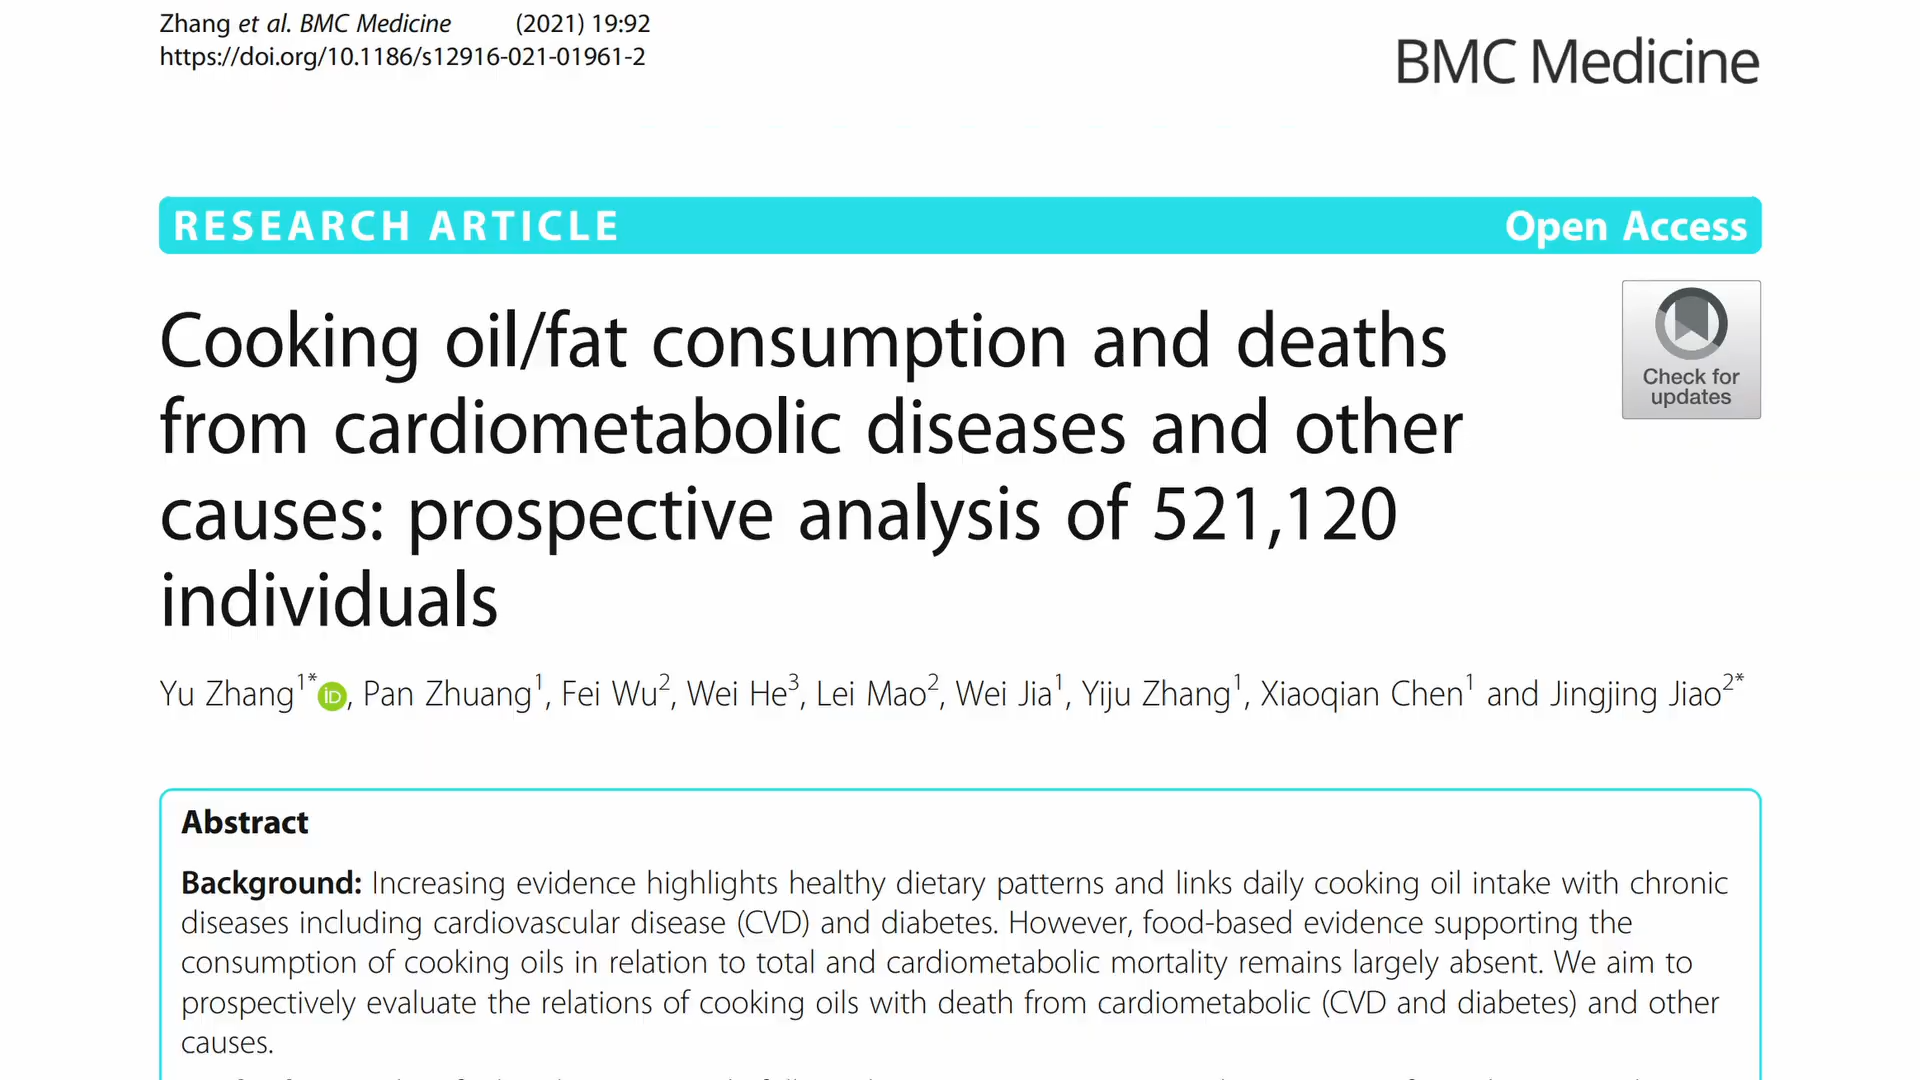 Zhang et al. BMC Medicine (2021) 19:92
https://doi.org/10.1186/s12916-021-01961-2
BMC Medicine
RESEARCH ARTICLE
Open Access
Cooking oil/fat consumption and deaths
from cardiometabolic diseases and other
causes: prospective analysis of 521,120
individuals
Check for
updates
Yu Zhang1* iD, Pan Zhuang1, Fei Wu2, Wei He3, Lei Mao2, Wei Jia1, Yiju Zhang1, Xiaoqian Chen1 and Jingjing Jiao2*
Abstract
Background: Increasing evidence highlights healthy dietary patterns and links daily cooking oil intake with chronic
diseases including cardiovascular disease (CVD) and diabetes. However, food-based evidence supporting the
consumption of cooking oils in relation to total and cardiometabolic mortality remains largely absent. We aim to
prospectively evaluate the relations of cooking oils with death from cardiometabolic (CVD and diabetes) and other
causes.